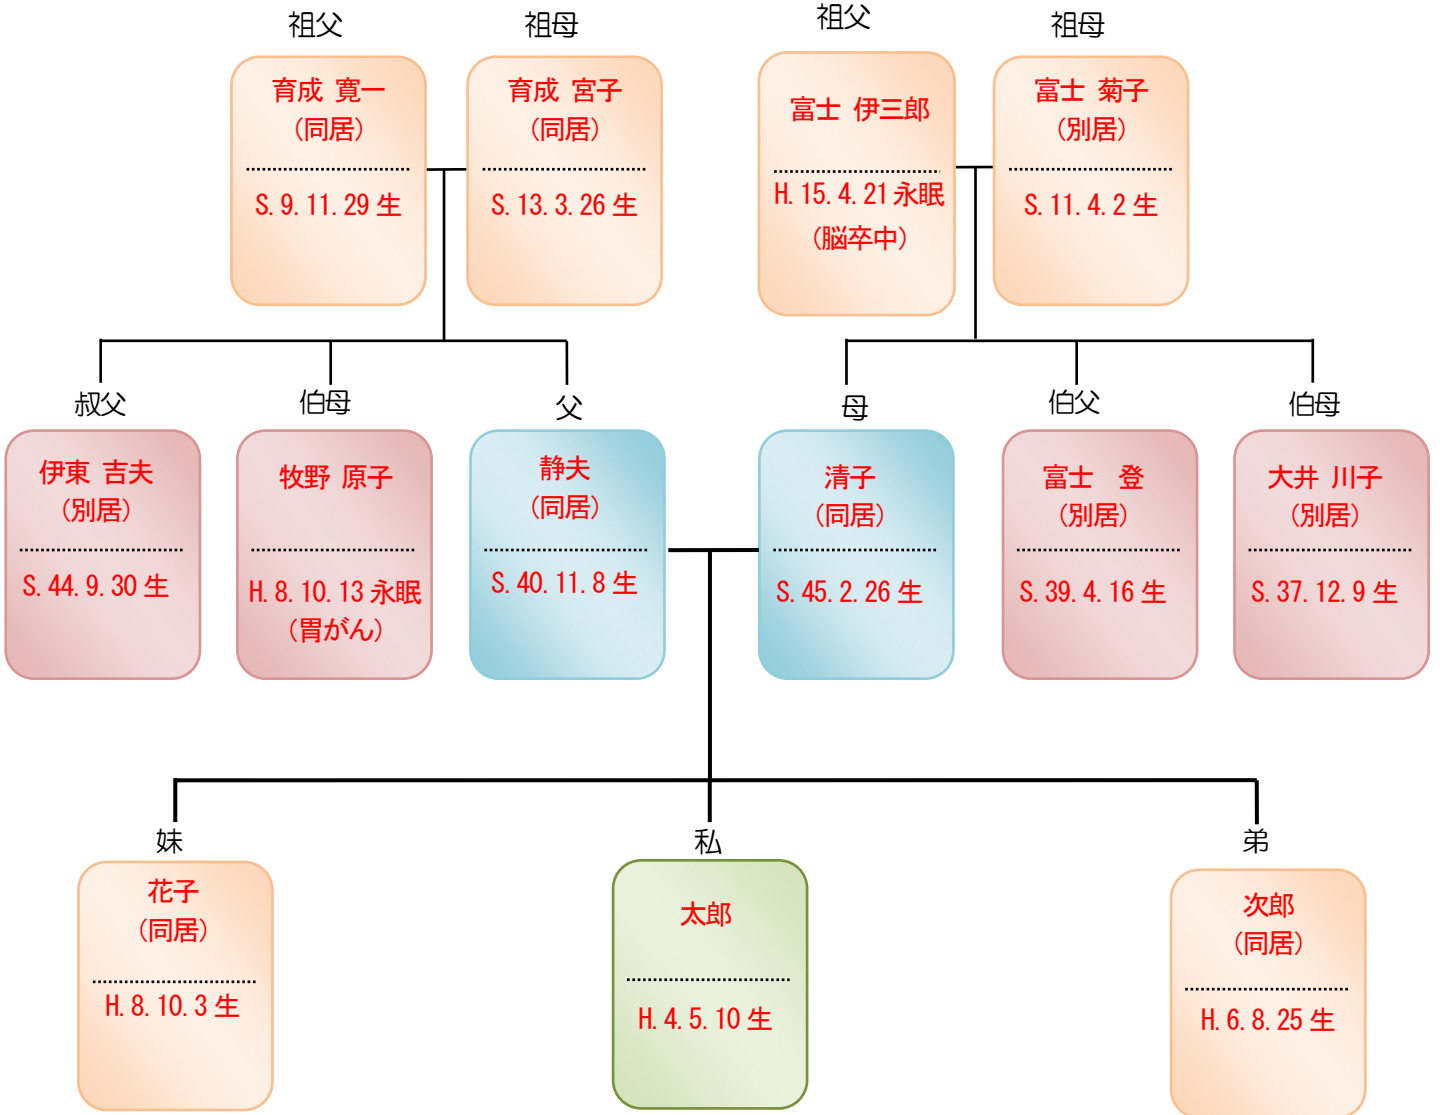 祖父
祖母
祖父
祖母
育成 寛一
(同居)
S.9.11.29生
育成 宮子
(同居)
S.13.3.26生
富士 伊三郎
H.15.4.21永眠
(脳卒中)
富士 菊子
(別居)
S.11.4.2生
叔父
伯母
父
母
伯父
伯母
伊東 吉夫
(別居)
S.44.9.30生
牧野 原子
H.8.10.13永眠
(胃がん)
静夫
(同居)
S.40.11.8生
清子
(同居)
S.45.2.26生
富士 登
(別居)
S.39.4.16生
大井 川子
(別居)
S.37.12.9生
妹
私
弟
花子
(同居)
H.8.10.3生
太郎
H.4.5.10生
次郎
(同居)
H.6.8.25生